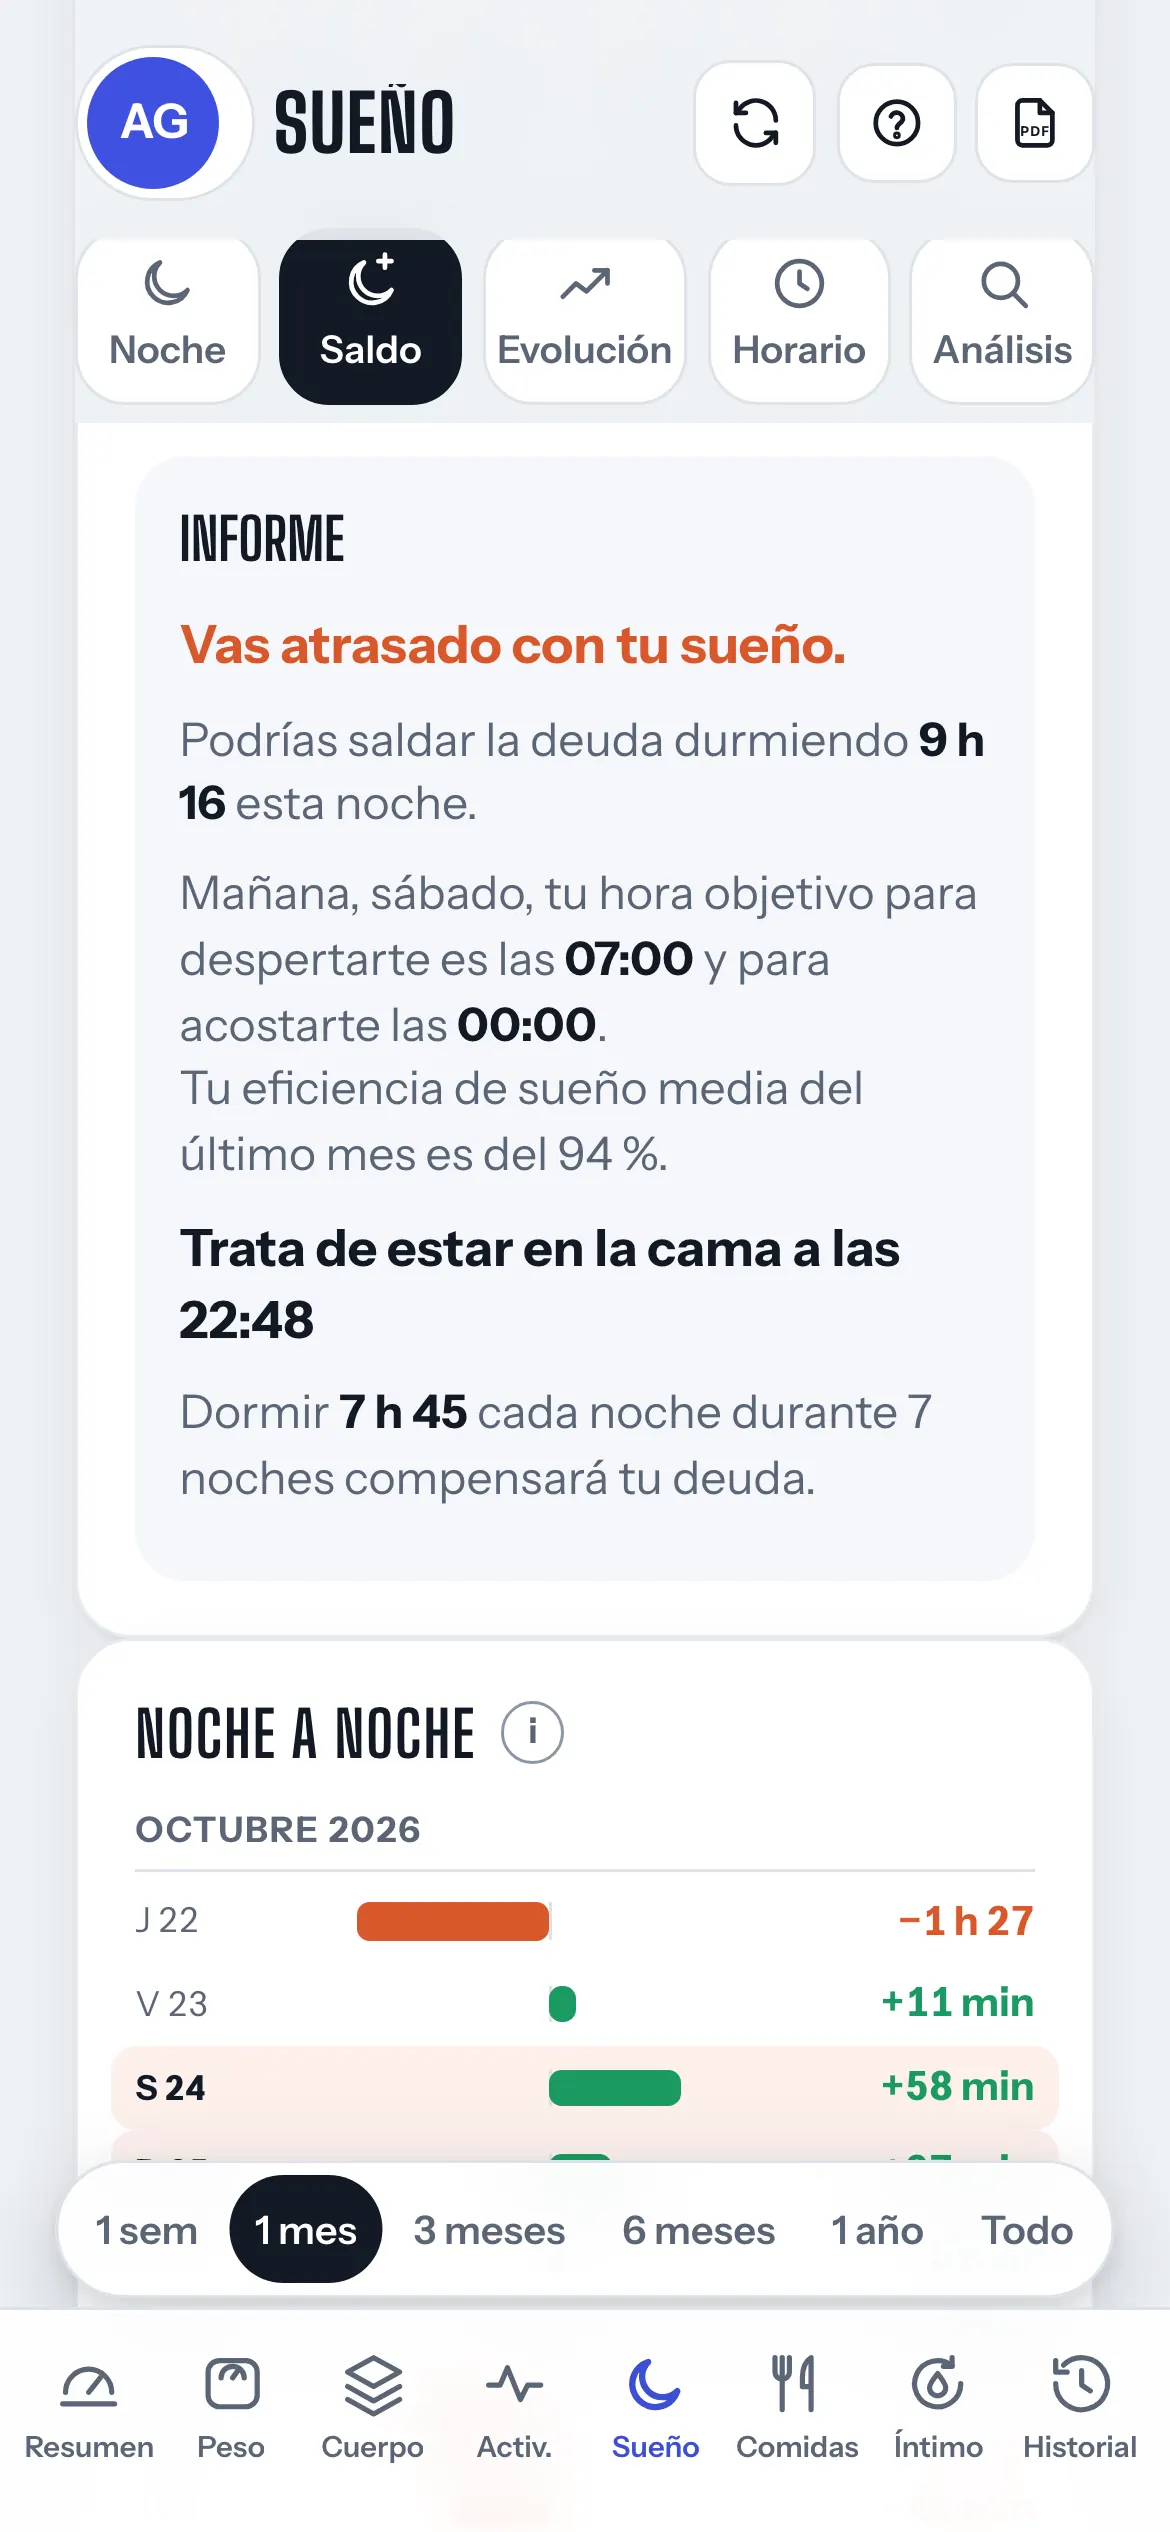 AG
SUEÑO
PDF
Noche
Saldo
Evolución
Horario
Análisis
INFORME
Vas atrasado con tu sueño.
Podrías saldar la deuda durmiendo 9 h
16 esta noche.
Mañana, sábado, tu hora objetivo para
despertarte es las 07:00 y para
acostarte las 00:00.
Tu eficiencia de sueño media del
último mes es del 94 %.
Trata de estar en la cama a las
22:48
Dormir 7 h 45 cada noche durante 7
noches compensará tu deuda.
NOCHE A NOCHE i
OCTUBRE 2026
J 22 −1 h 27
V 23 +11 min
S 24 +58 min
1 sem
1 mes
3 meses
6 meses
1 año
Todo
Resumen
Peso
Cuerpo
Activ.
Sueño
Comidas
Íntimo
Historial